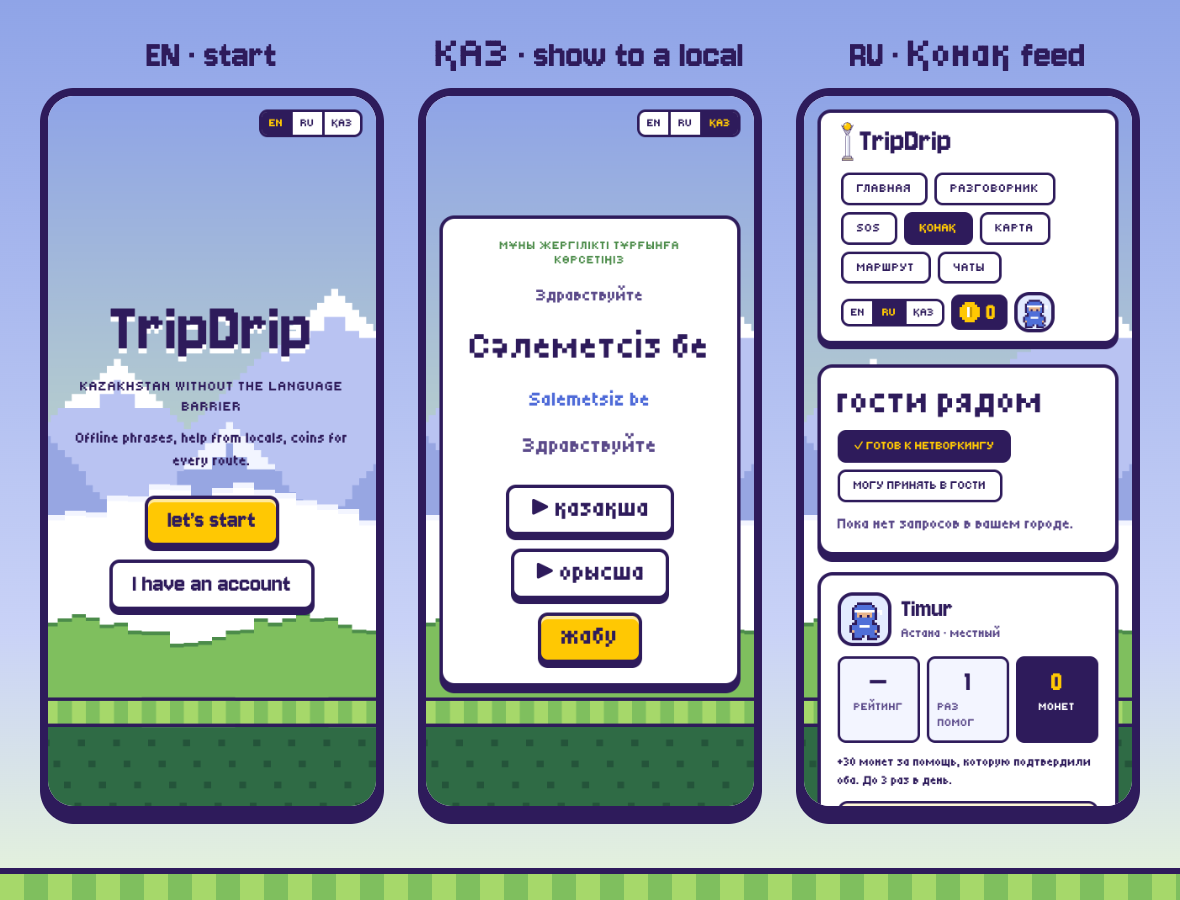 EN · start
ҚАЗ · show to a local
RU · Қонақ feed
EN RU ҚАЗ
TripDrip
KAZAKHSTAN WITHOUT THE LANGUAGE
BARRIER
Offline phrases, help from locals, coins for
every route.
let's start
I have an account
EN RU ҚАЗ
МҰНЫ ЖЕРГІЛІКТІ ТҰРҒЫНҒА
КӨРСЕТІҢІЗ
Здравствуйте
Сәлеметсіз бе
Salemetsiz be
Здравствуйте
▶ қазақша
▶ орысша
жабу
TripDrip
ГЛАВНАЯ РАЗГОВОРНИК
SOS ҚОНАҚ КАРТА
МАРШРУТ ЧАТЫ
EN RU ҚАЗ 0
гости рядом
✓ ГОТОВ К НЕТВОРКИНГУ
МОГУ ПРИНЯТЬ В ГОСТИ
Пока нет запросов в вашем городе.
Timur
Астана · местный
— 1 0
РЕЙТИНГ РАЗ МОНЕТ
ПОМОГ
+30 монет за помощь, которую подтвердили
оба. До 3 раз в день.